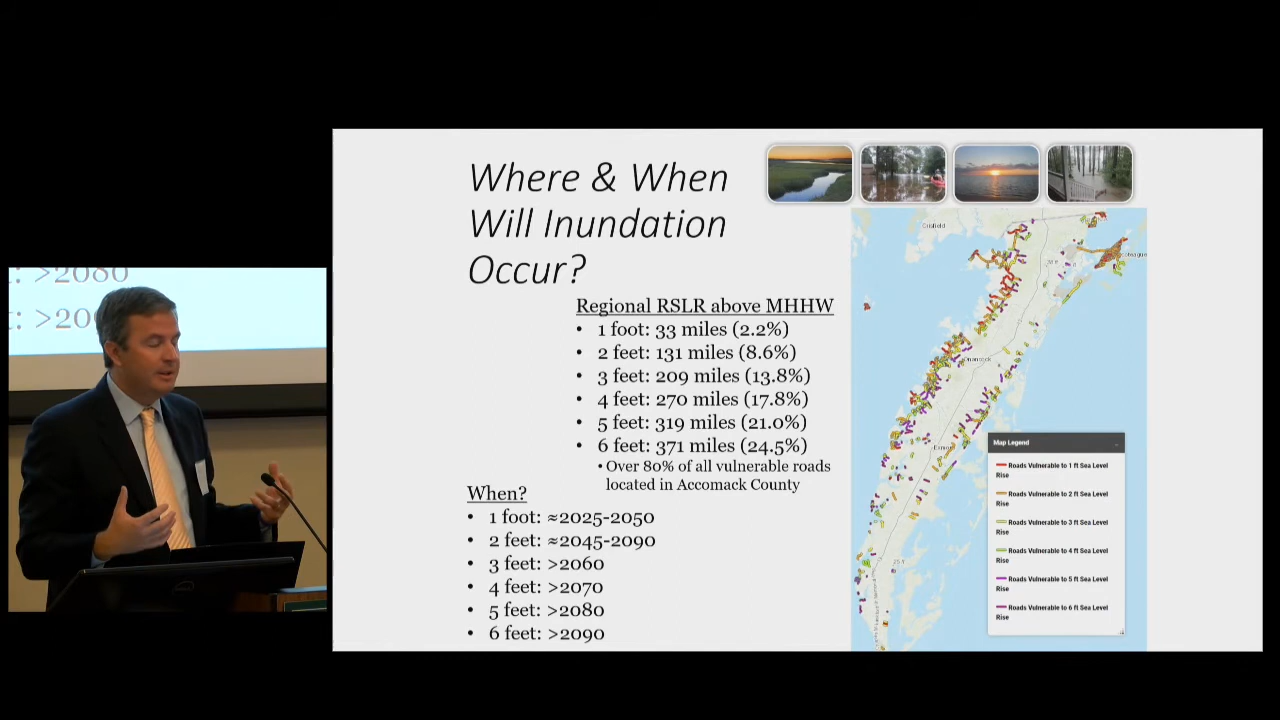 Where & When
Will Inundation
Occur?
Regional RSLR above MHHW
• 1 foot: 33 miles (2.2%)
• 2 feet: 131 miles (8.6%)
• 3 feet: 209 miles (13.8%)
• 4 feet: 270 miles (17.8%)
• 5 feet: 319 miles (21.0%)
• 6 feet: 371 miles (24.5%)
• Over 80% of all vulnerable roads
located in Accomack County
When?
• 1 foot: ≈2025-2050
• 2 feet: ≈2045-2090
• 3 feet: >2060
• 4 feet: >2070
• 5 feet: >2080
• 6 feet: >2090
Crisfield
Onancock
Exmore
Map Legend
Roads Vulnerable to 1 ft Sea Level
Rise
Roads Vulnerable to 2 ft Sea Level
Rise
Roads Vulnerable to 3 ft Sea Level
Rise
Roads Vulnerable to 4 ft Sea Level
Rise
Roads Vulnerable to 5 ft Sea Level
Rise
Roads Vulnerable to 6 ft Sea Level
Rise
: >2080